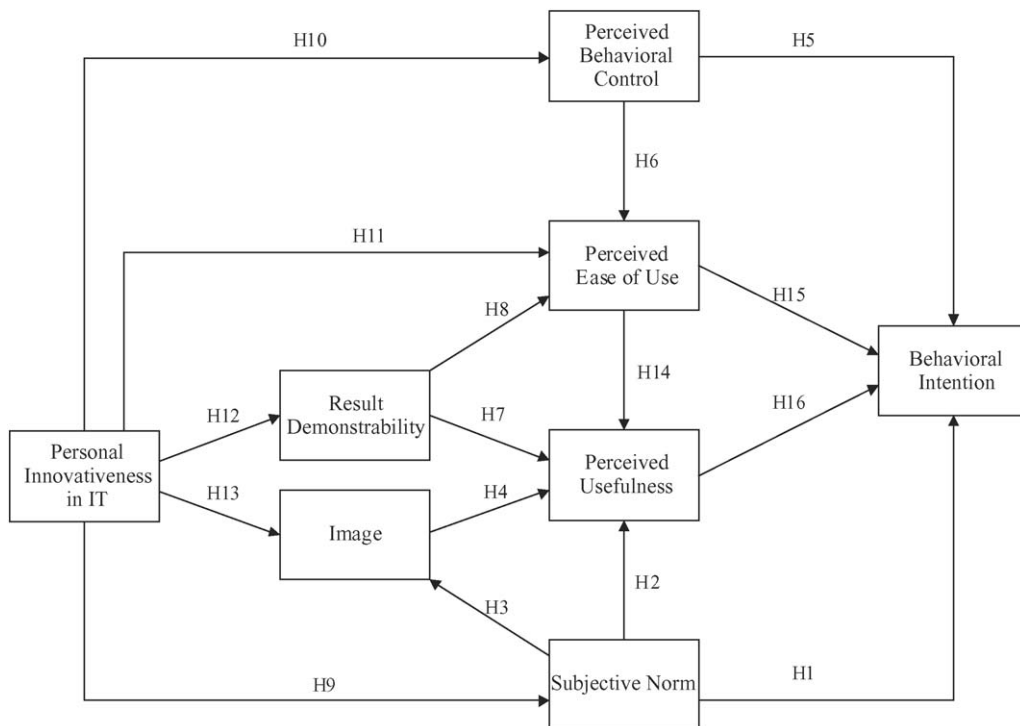 Perceived
Behavioral
Control
H10
H5
H6
H11
Perceived
Ease of Use
H15
H8
H14
Behavioral
Intention
Result
Demonstrability
H12
H7
H16
Personal
Innovativeness
in IT
Perceived
Usefulness
H13
H4
Image
H2
H3
Subjective Norm
H9
H1